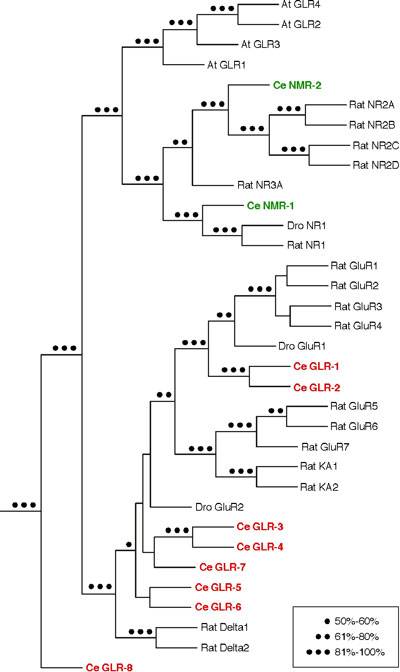 At GLR4
At GLR2
At GLR3
At GLR1
Ce NMR-2
Rat NR2A
Rat NR2B
Rat NR2C
Rat NR2D
Rat NR3A
Ce NMR-1
Dro NR1
Rat NR1
Rat GluR1
Rat GluR2
Rat GluR3
Rat GluR4
Dro GluR1
Ce GLR-1
Ce GLR-2
Rat GluR5
Rat GluR6
Rat GluR7
Rat KA1
Rat KA2
Dro GluR2
Ce GLR-3
Ce GLR-4
Ce GLR-7
Ce GLR-5
Ce GLR-6
Rat Delta1
Rat Delta2
Ce GLR-8
50%-60%
61%-80%
81%-100%